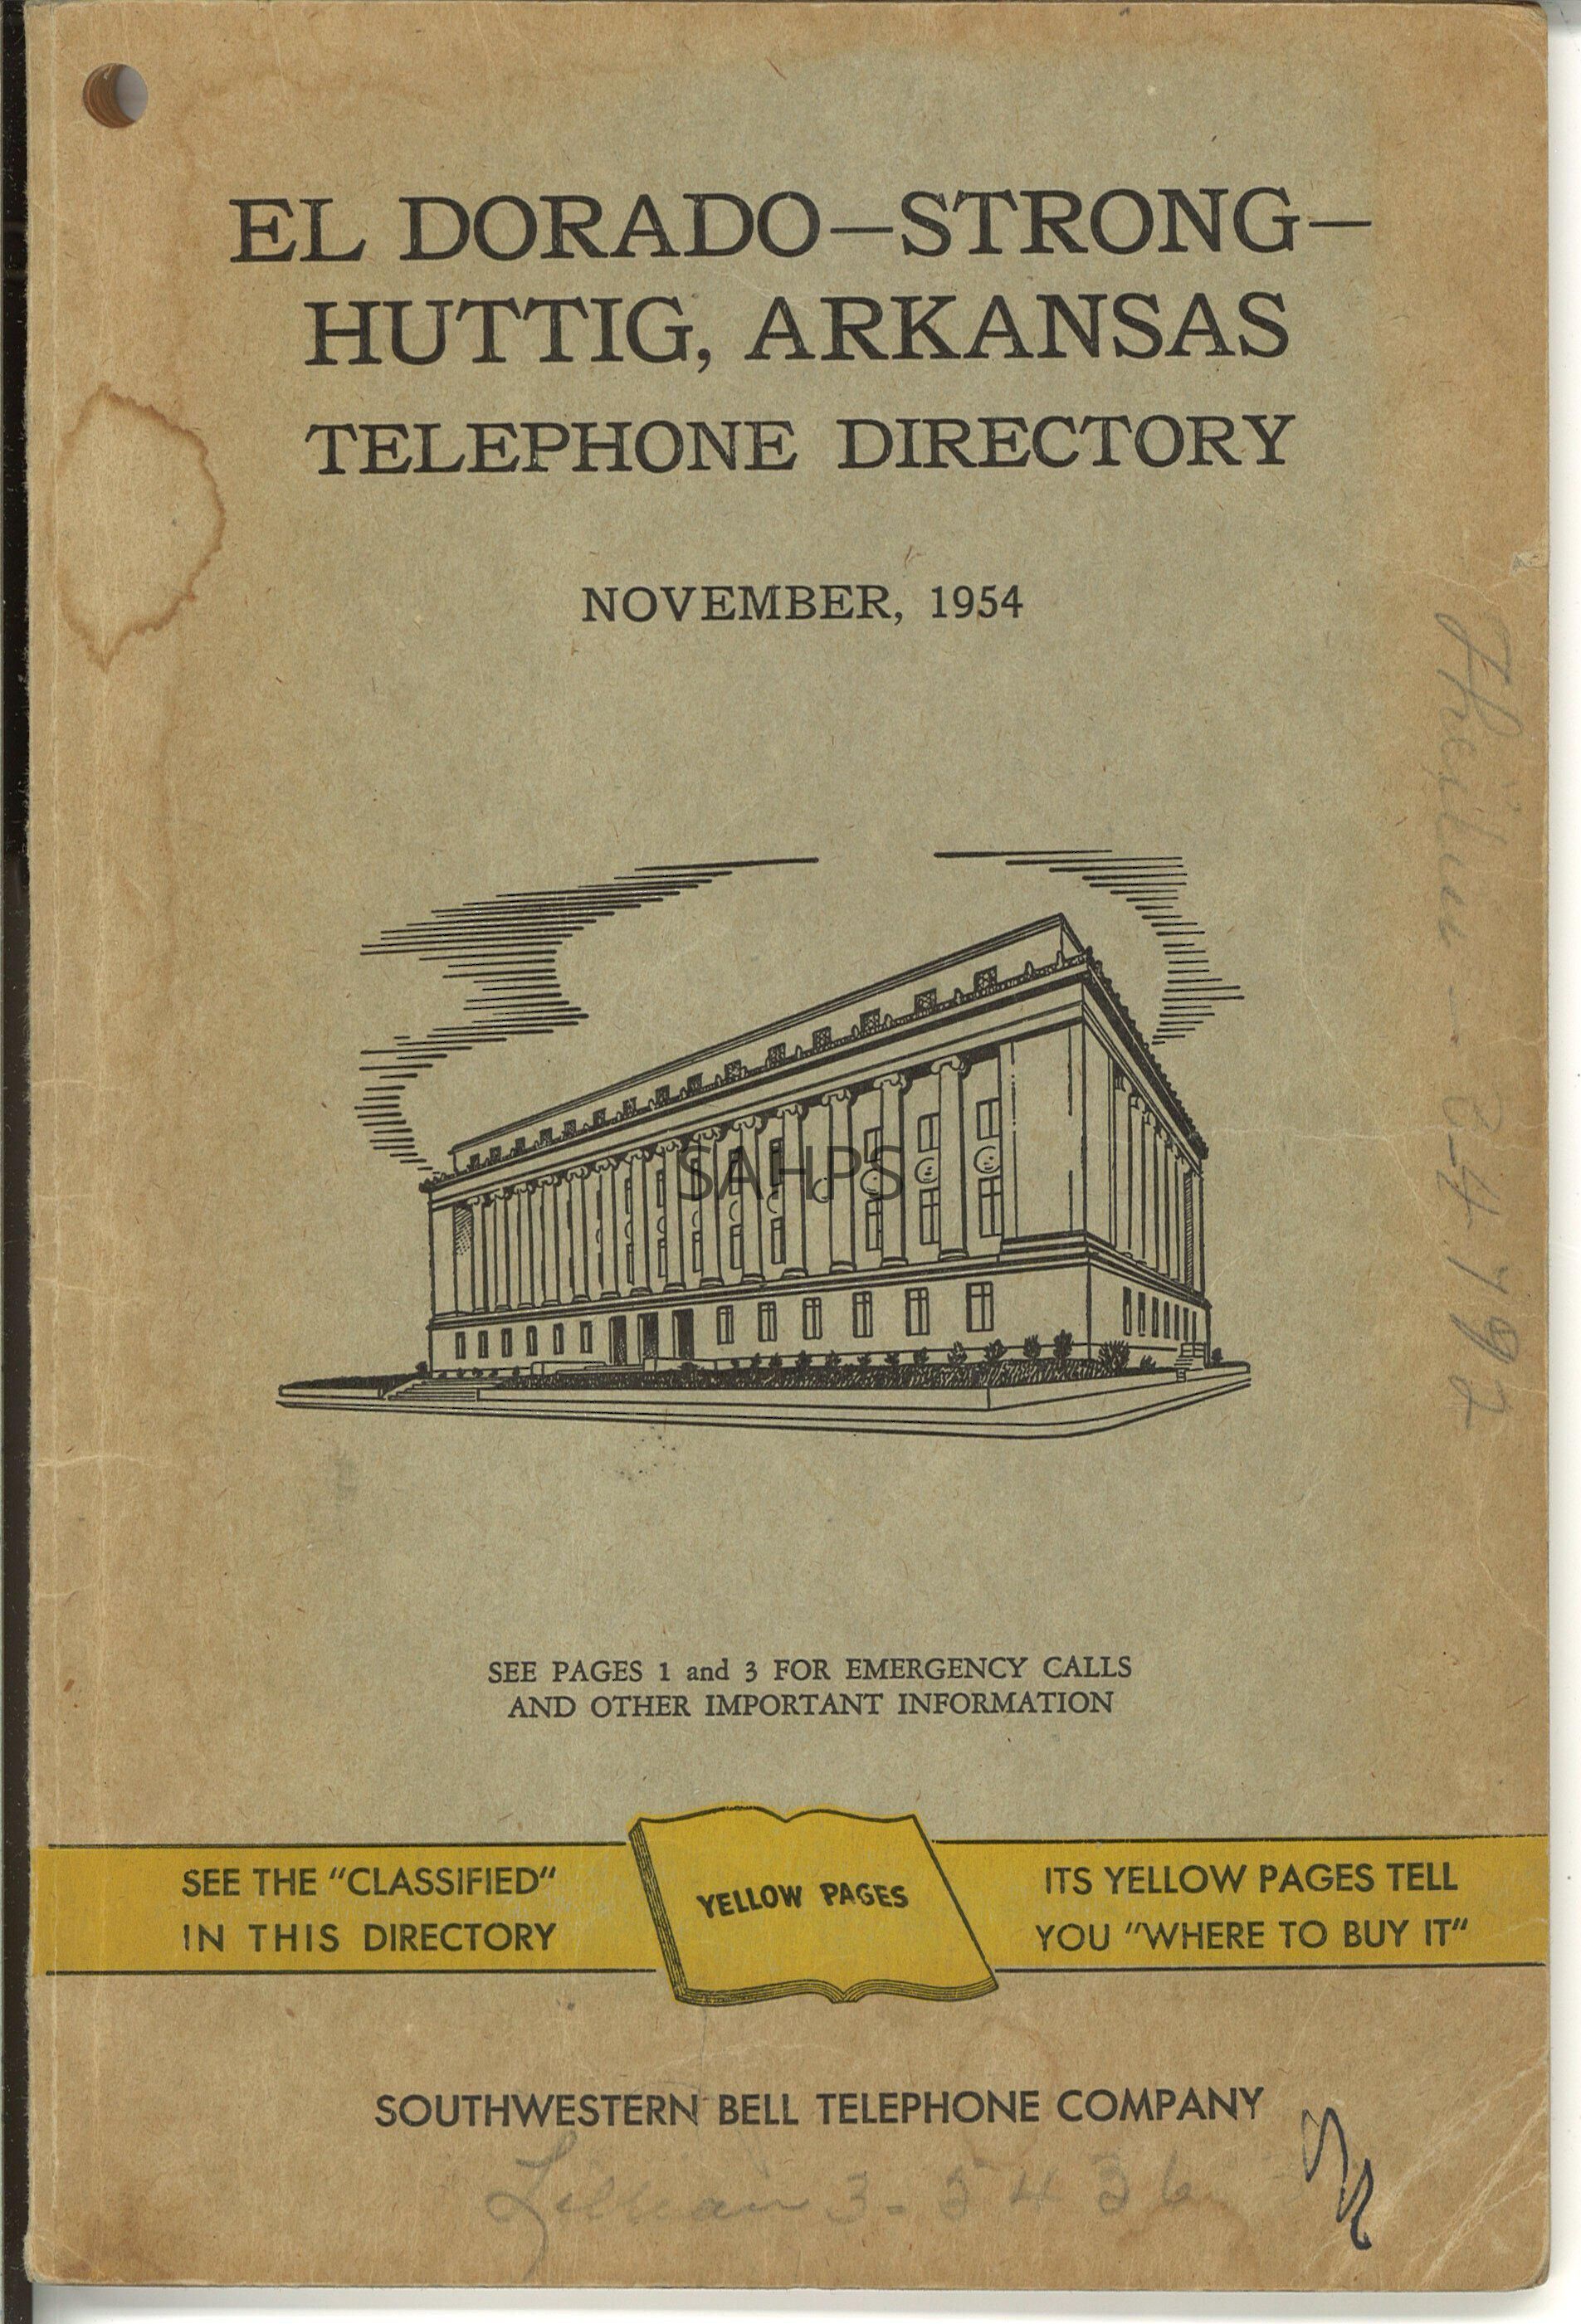 EL DORADO—STRONG—
HUTTIG, ARKANSAS
TELEPHONE DIRECTORY
NOVEMBER, 1954
SAHPS
SEE PAGES 1 and 3 FOR EMERGENCY CALLS
AND OTHER IMPORTANT INFORMATION
SEE THE "CLASSIFIED"
IN THIS DIRECTORY
YELLOW PAGES
ITS YELLOW PAGES TELL
YOU "WHERE TO BUY IT"
SOUTHWESTERN BELL TELEPHONE COMPANY
Lillian 3-5436